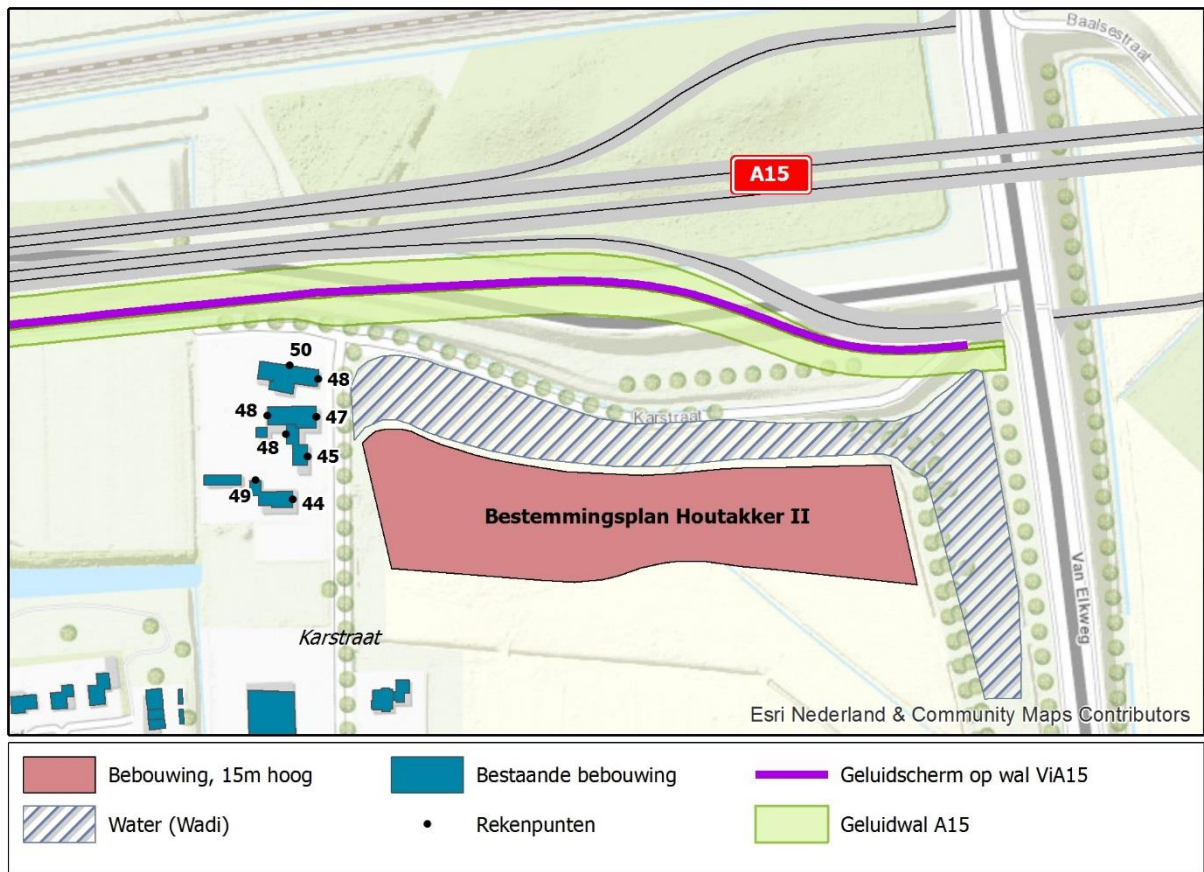 Baalsestraat
A15
50
48
48
47
48
45
49
44
Karstraat
Bestemmingsplan Houtakker II
Van Elkweg
Karstraat
Esri Nederland & Community Maps Contributors
Bebouwing, 15m hoog
Bestaande bebouwing
Geluidscherm op wal ViA15
Water (Wadi)
Rekenpunten
Geluidwal A15